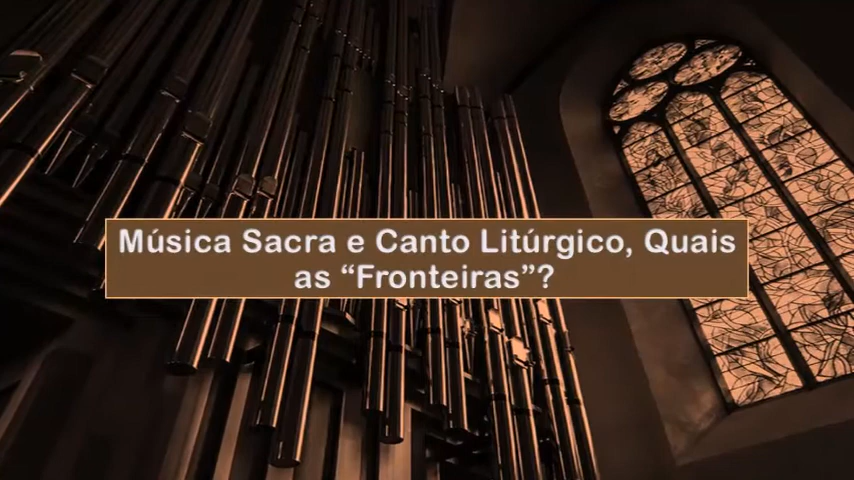 Música Sacra e Canto Litúrgico, Quais
as “Fronteiras”?